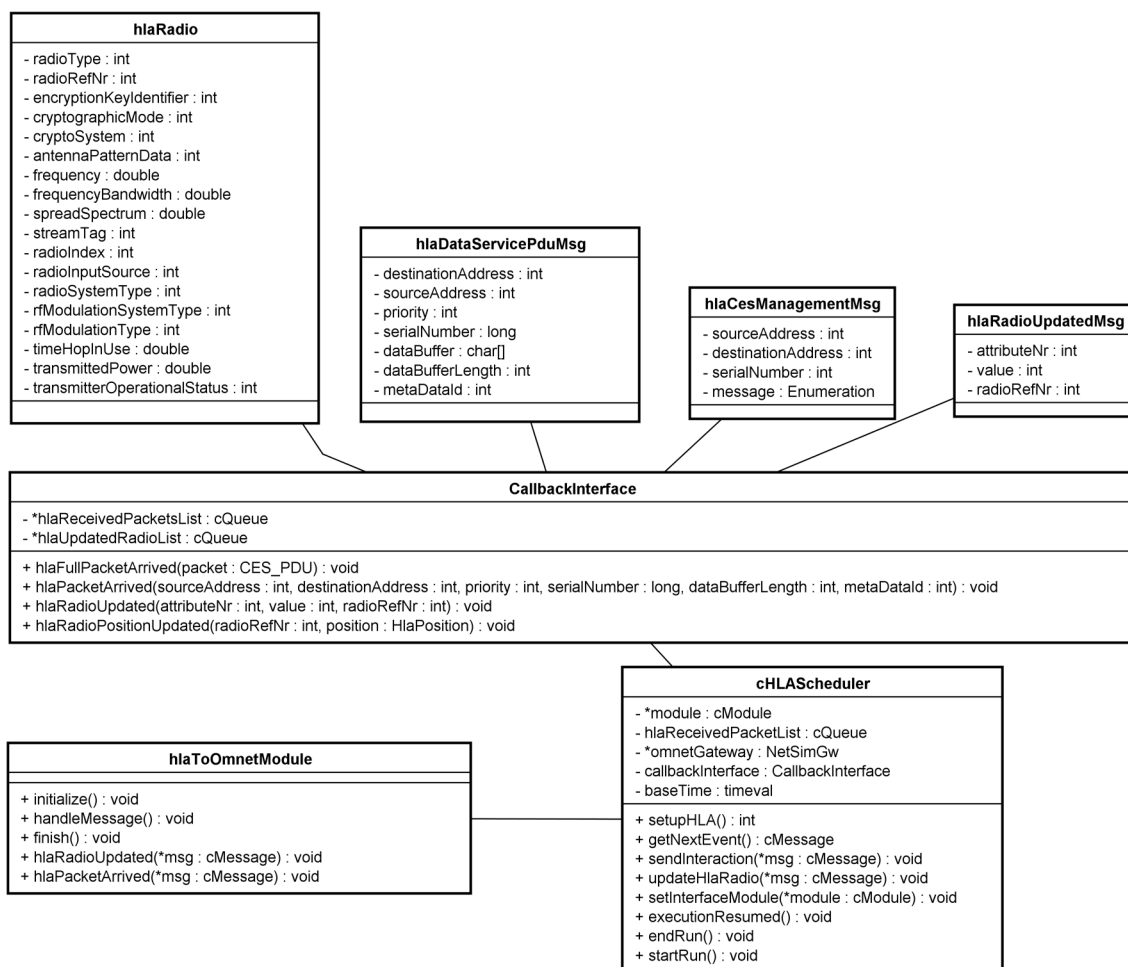 hlaRadio
- radioType : int
- radioRefNr : int
- encryptionKeyIdentifier : int
- cryptographicMode : int
- cryptoSystem : int
- antennaPatternData : int
- frequency : double
- frequencyBandwidth : double
- spreadSpectrum : double
- streamTag : int
- radioIndex : int
- radioInputSource : int
- radioSystemType : int
- rfModulationSystemType : int
- rfModulationType : int
- timeHopInUse : double
- transmittedPower : double
- transmitterOperationalStatus : int
hlaDataServicePduMsg
- destinationAddress : int
- sourceAddress : int
- priority : int
- serialNumber : long
- dataBuffer : char[]
- dataBufferLength : int
- metaDataId : int
hlaCesManagementMsg
- sourceAddress : int
- destinationAddress : int
- serialNumber : int
- message : Enumeration
hlaRadioUpdatedMsg
- attributeNr : int
- value : int
- radioRefNr : int
CallbackInterface
- *hlaReceivedPacketsList : cQueue
- *hlaUpdatedRadioList : cQueue
+ hlaFullPacketArrived(packet : CES_PDU) : void
+ hlaPacketArrived(sourceAddress : int, destinationAddress : int, priority : int, serialNumber : long, dataBufferLength : int, metaDataId : int) : void
+ hlaRadioUpdated(attributeNr : int, value : int, radioRefNr : int) : void
+ hlaRadioPositionUpdated(radioRefNr : int, position : HlaPosition) : void
hlaToOmnetModule
+ initialize() : void
+ handleMessage() : void
+ finish() : void
+ hlaRadioUpdated(*msg : cMessage) : void
+ hlaPacketArrived(*msg : cMessage) : void
cHLAScheduler
- *module : cModule
- hlaReceivedPacketList : cQueue
- *omnetGateway : NetSimGw
- callbackInterface : CallbackInterface
- baseTime : timeval
+ setupHLA() : int
+ getNextEvent() : cMessage
+ sendInteraction(*msg : cMessage) : void
+ updateHlaRadio(*msg : cMessage) : void
+ setInterfaceModule(*module : cModule) : void
+ executionResumed() : void
+ endRun() : void
+ startRun() : void